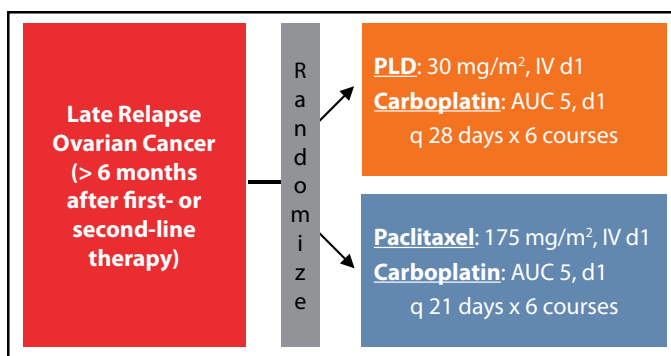 Late Relapse
Ovarian Cancer
(> 6 months
after first- or
second-line
therapy)
Randomize
PLD: 30 mg/m², IV d1
Carboplatin: AUC 5, d1
q 28 days x 6 courses
Paclitaxel: 175 mg/m², IV d1
Carboplatin: AUC 5, d1
q 21 days x 6 courses